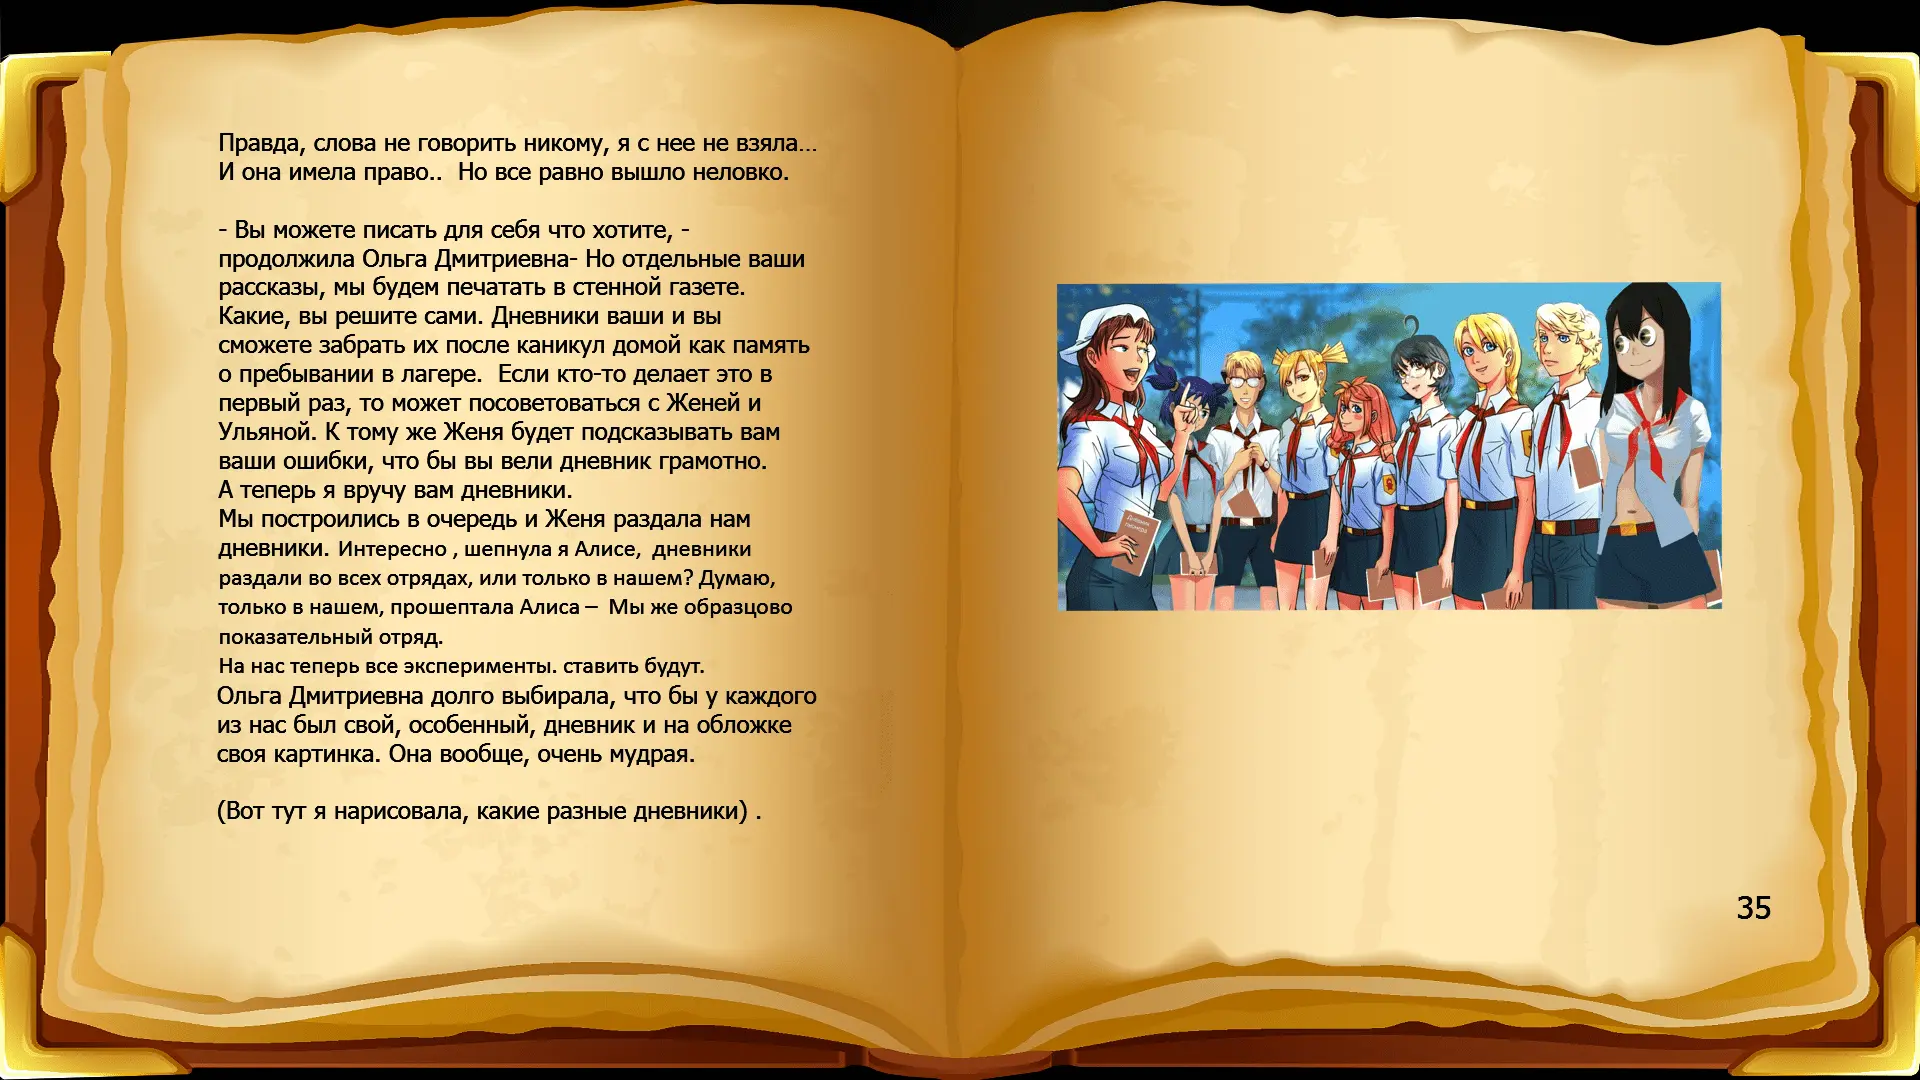 Правда, слова не говорить никому, я с нее не взяла...
И она имела право..  Но все равно вышло неловко.
- Вы можете писать для себя что хотите, -
продолжила Ольга Дмитриевна- Но отдельные ваши
рассказы, мы будем печатать в стенной газете.
Какие, вы решите сами. Дневники ваши и вы
сможете забрать их после каникул домой как память
о пребывании в лагере.  Если кто-то делает это в
первый раз, то может посоветоваться с Женей и
Ульяной. К тому же Женя будет подсказывать вам
ваши ошибки, что бы вы вели дневник грамотно.
А теперь я вручу вам дневники.
Мы построились в очередь и Женя раздала нам
дневники. Интересно , шепнула я Алисе,  дневники
раздали во всех отрядах, или только в нашем? Думаю,
только в нашем, прошептала Алиса –  Мы же образцово
показательный отряд.
На нас теперь все эксперименты. ставить будут.
Ольга Дмитриевна долго выбирала, что бы у каждого
из нас был свой, особенный, дневник и на обложке
своя картинка. Она вообще, очень мудрая.
(Вот тут я нарисовала, какие разные дневники) .
Дневник
пионера
35